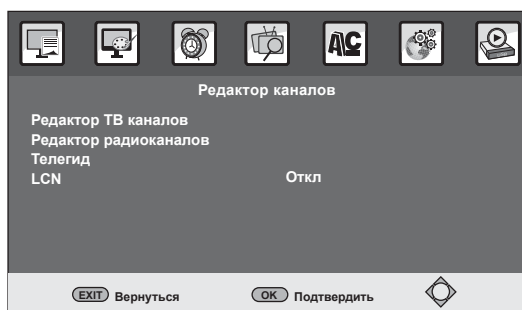 Редактор каналов
Редактор ТВ каналов
Редактор радиоканалов
Телегид
LCN Откл
EXIT Вернуться OK Подтвердить